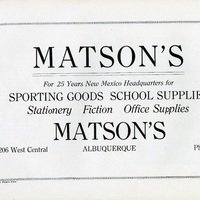 MATSON'S
For 25 Years New Mexico Headquarters for
SPORTING GOODS SCHOOL SUPPLIE
Stationery Fiction Office Supplies
MATSON'S
206 West Central ALBUQUERQUE Ph